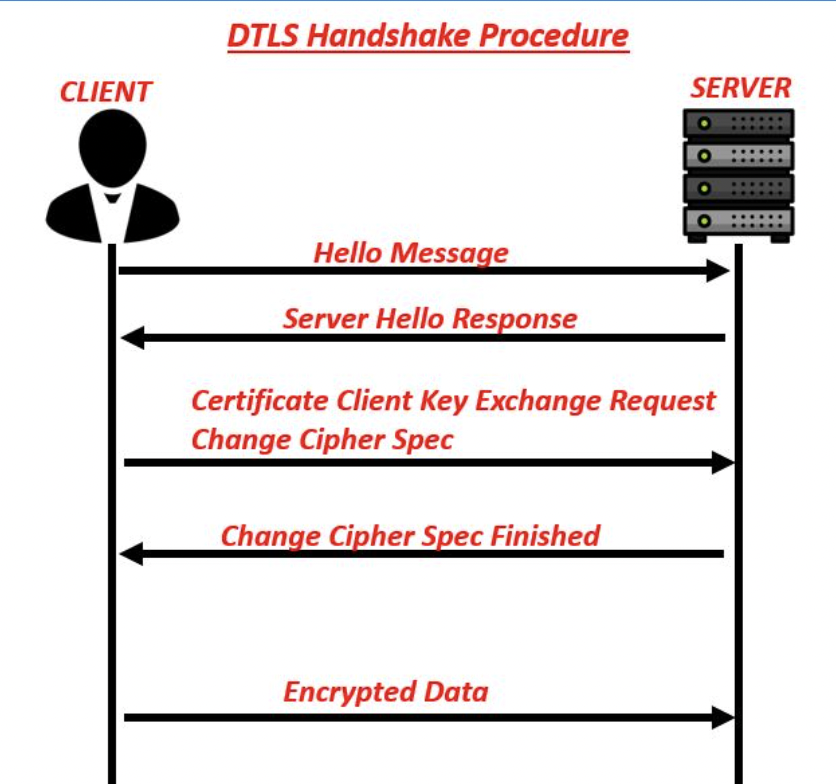 DTLS Handshake Procedure
CLIENT
SERVER
Hello Message
Server Hello Response
Certificate Client Key Exchange Request
Change Cipher Spec
Change Cipher Spec Finished
Encrypted Data